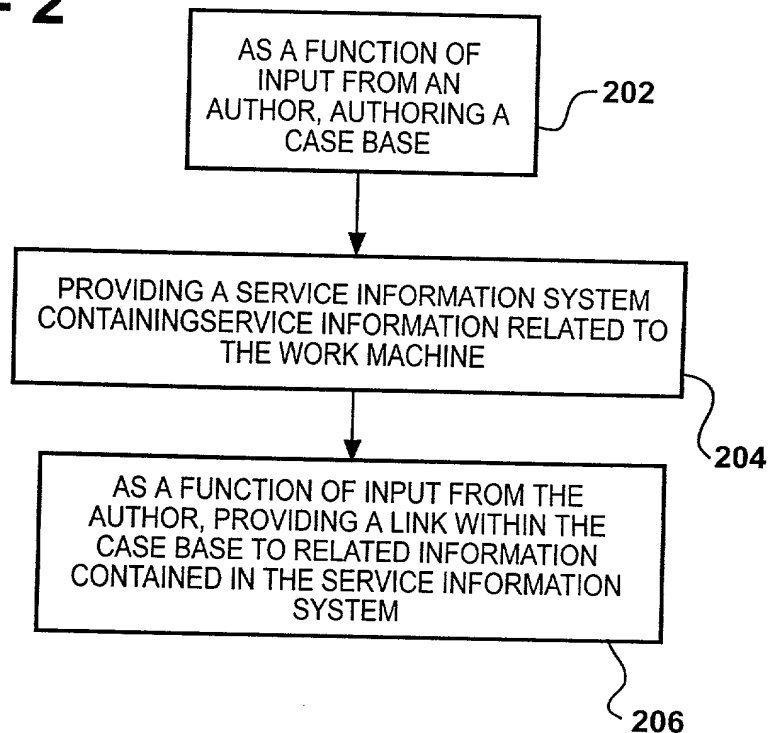 - 2
AS A FUNCTION OF
INPUT FROM AN
AUTHOR, AUTHORING A
CASE BASE
202
PROVIDING A SERVICE INFORMATION SYSTEM
CONTAININGSERVICE INFORMATION RELATED TO
THE WORK MACHINE
204
AS A FUNCTION OF INPUT FROM THE
AUTHOR, PROVIDING A LINK WITHIN THE
CASE BASE TO RELATED INFORMATION
CONTAINED IN THE SERVICE INFORMATION
SYSTEM
206